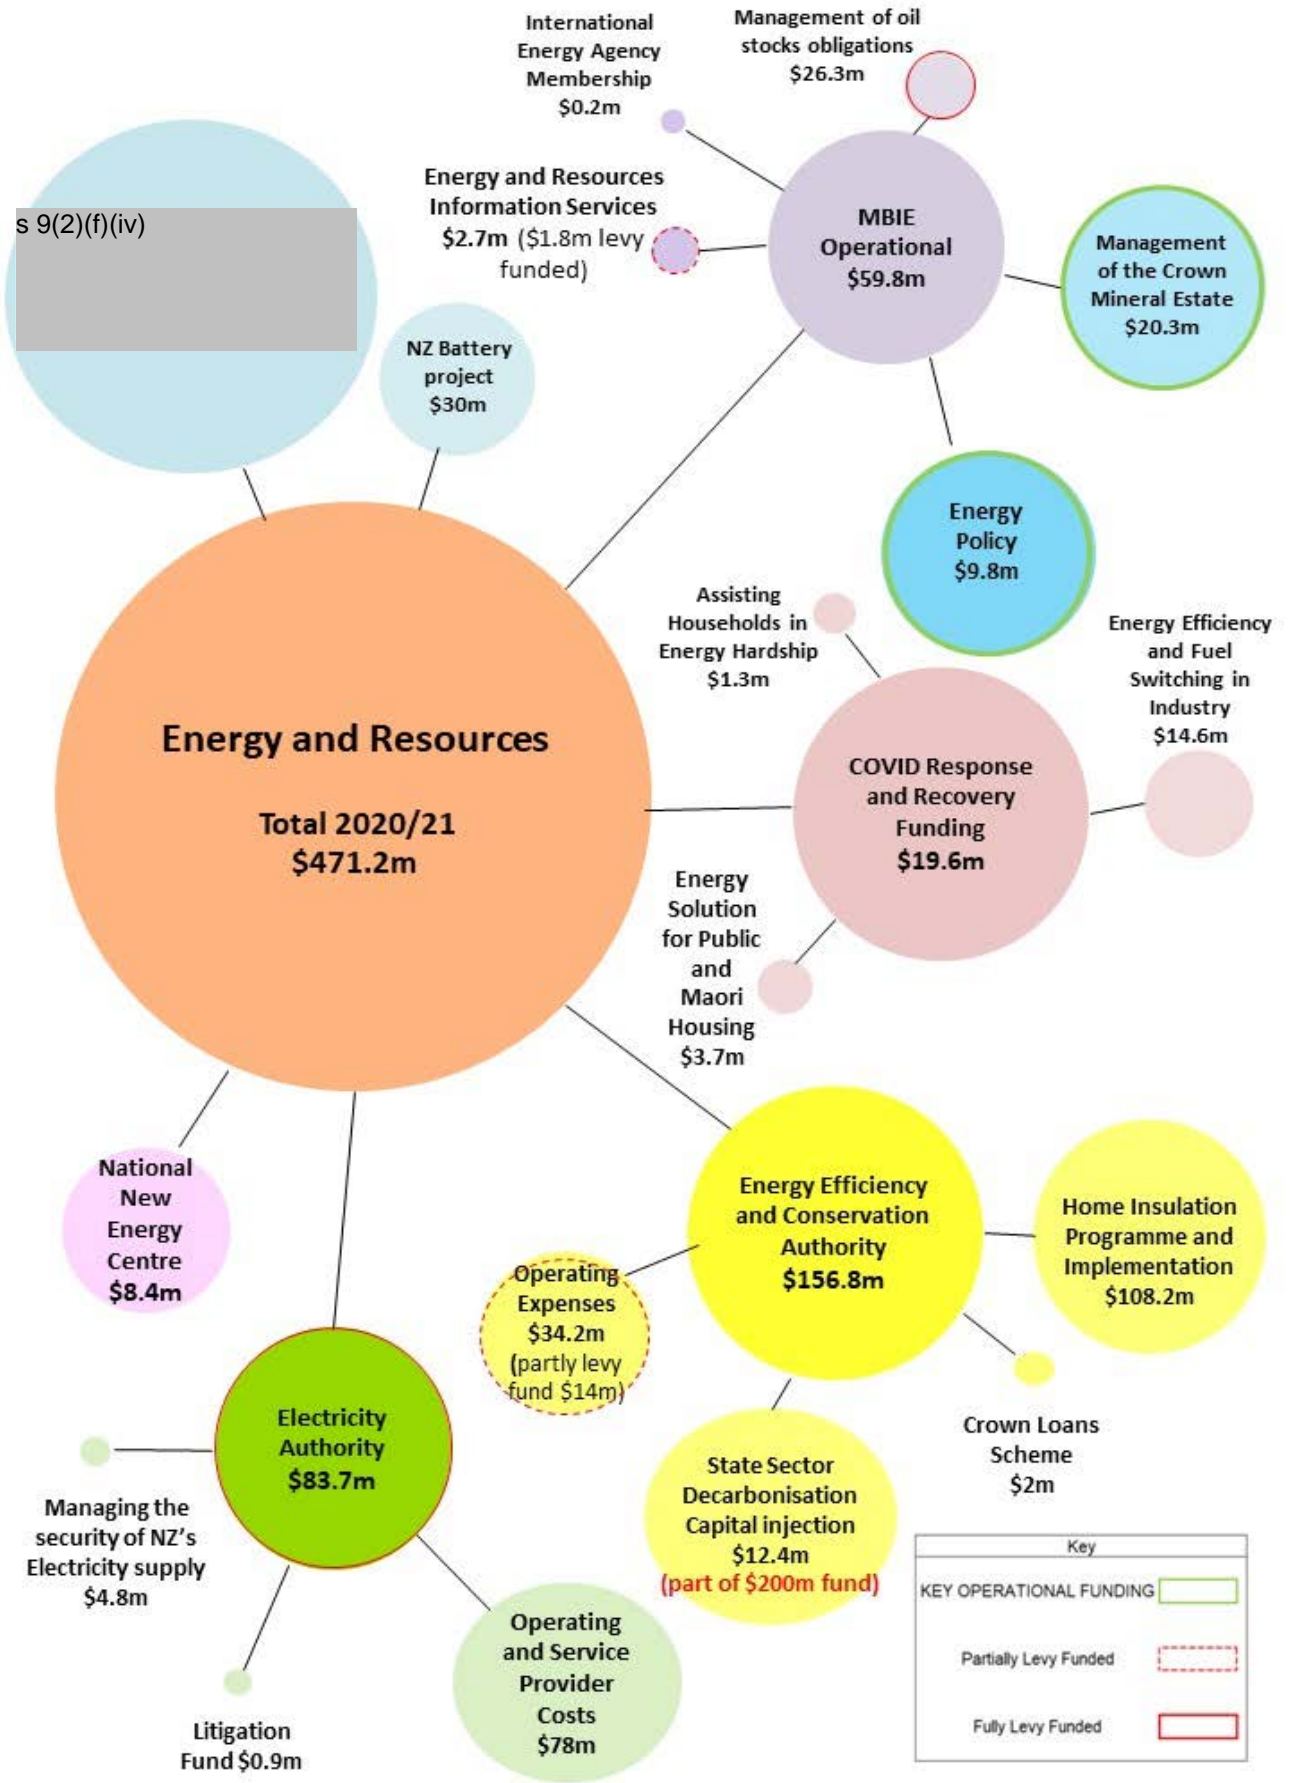 International
Energy Agency
Membership
$0.2m
Management of oil
stocks obligations
$26.3m
Energy and Resources
Information Services
$2.7m ($1.8m levy
funded)
MBIE
Operational
$59.8m
Management
of the Crown
Mineral Estate
$20.3m
s 9(2)(f)(iv)
NZ Battery
project
$30m
Energy
Policy
$9.8m
Assisting
Households in
Energy Hardship
$1.3m
Energy Efficiency
and Fuel
Switching in
Industry
$14.6m
Energy and Resources
Total 2020/21
$471.2m
COVID Response
and Recovery
Funding
$19.6m
Energy
Solution
for Public
and
Maori
Housing
$3.7m
National
New
Energy
Centre
$8.4m
Energy Efficiency
and Conservation
Authority
$156.8m
Home Insulation
Programme and
Implementation
$108.2m
Operating
Expenses
$34.2m
(partly levy
fund $14m)
Crown Loans
Scheme
$2m
State Sector
Decarbonisation
Capital injection
$12.4m
(part of $200m fund)
Electricity
Authority
$83.7m
Managing the
security of NZ's
Electricity supply
$4.8m
Litigation
Fund $0.9m
Operating
and Service
Provider
Costs
$78m
Key
KEY OPERATIONAL FUNDING
Partially Levy Funded
Fully Levy Funded